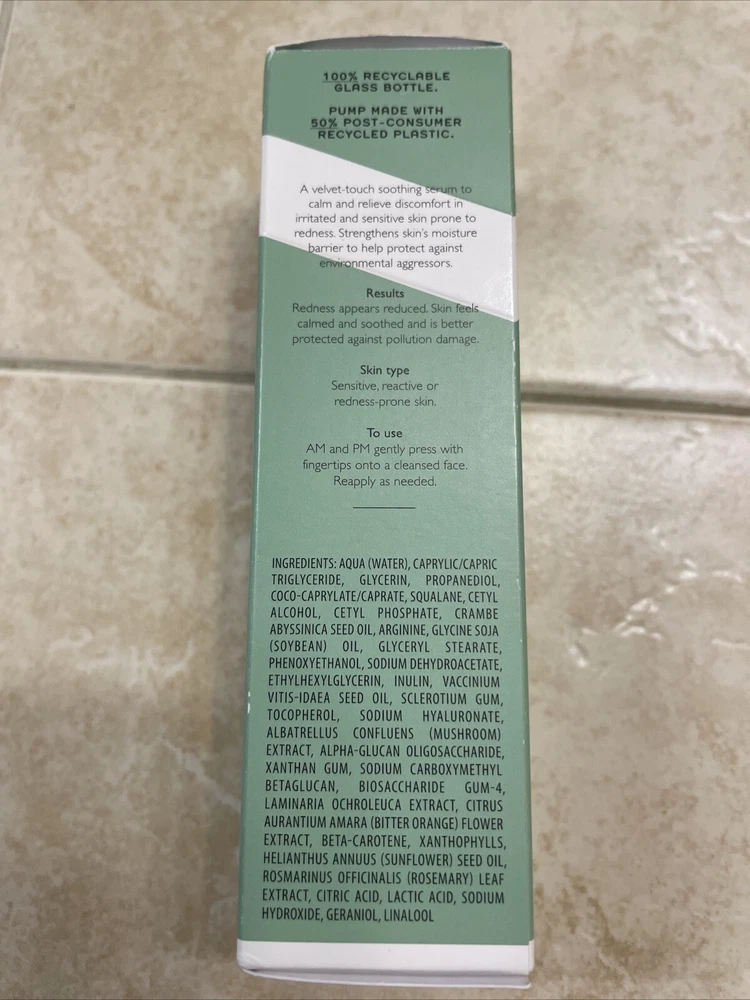 100% RECYCLABLE
GLASS BOTTLE.
PUMP MADE WITH
50% POST-CONSUMER
RECYCLED PLASTIC.
A velvet-touch soothing serum to
calm and relieve discomfort in
irritated and sensitive skin prone to
redness. Strengthens skin's moisture
barrier to help protect against
environmental aggressors.
Results
Redness appears reduced. Skin feels
calmed and soothed and is better
protected against pollution damage.
Skin type
Sensitive, reactive or
redness-prone skin.
To use
AM and PM gently press with
fingertips onto a cleansed face.
Reapply as needed.
INGREDIENTS: AQUA (WATER), CAPRYLIC/CAPRIC
TRIGLYCERIDE, GLYCERIN, PROPANEDIOL,
COCO-CAPRYLATE/CAPRATE, SQUALANE, CETYL
ALCOHOL, CETYL PHOSPHATE, CRAMBE
ABYSSINICA SEED OIL, ARGININE, GLYCINE SOJA
(SOYBEAN) OIL, GLYCERYL STEARATE,
PHENOXYETHANOL, SODIUM DEHYDROACETATE,
ETHYLHEXYLGLYCERIN, INULIN, VACCINIUM
VITIS-IDAEA SEED OIL, SCLEROTIUM GUM,
TOCOPHEROL, SODIUM HYALURONATE,
ALBATRELLUS CONFLUENS (MUSHROOM)
EXTRACT, ALPHA-GLUCAN OLIGOSACCHARIDE,
XANTHAN GUM, SODIUM CARBOXYMETHYL
BETAGLUCAN, BIOSACCHARIDE GUM-4,
LAMINARIA OCHROLEUCA EXTRACT, CITRUS
AURANTIUM AMARA (BITTER ORANGE) FLOWER
EXTRACT, BETA-CAROTENE, XANTHOPHYLLS,
HELIANTHUS ANNUUS (SUNFLOWER) SEED OIL,
ROSMARINUS OFFICINALIS (ROSEMARY) LEAF
EXTRACT, CITRIC ACID, LACTIC ACID, SODIUM
HYDROXIDE, GERANIOL, LINALOOL